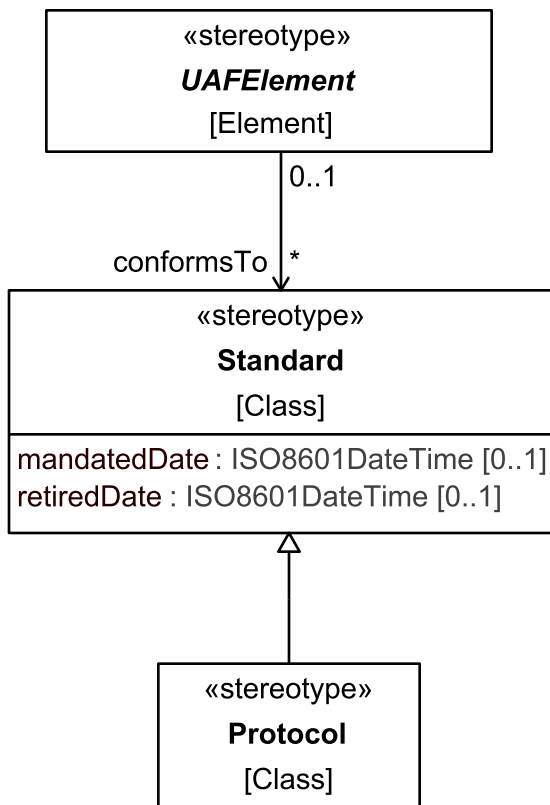 «stereotype»
UAFElement
[Element]
0..1
conformsTo *
«stereotype»
Standard
[Class]
mandatedDate : ISO8601DateTime [0..1]
retiredDate : ISO8601DateTime [0..1]
«stereotype»
Protocol
[Class]